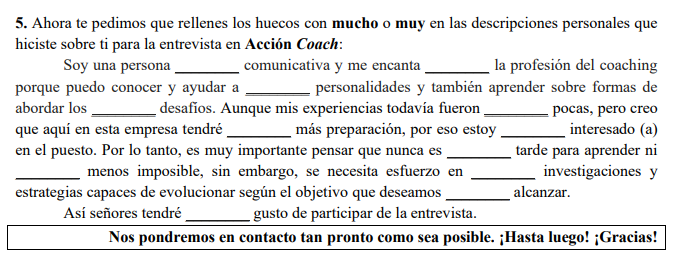 5. Ahora te pedimos que rellenes los huecos con mucho o muy en las descripciones personales que
hiciste sobre ti para la entrevista en Acción Coach:
Soy una persona ________ comunicativa y me encanta ________ la profesión del coaching
porque puedo conocer y ayudar a ________ personalidades y también aprender sobre formas de
abordar los ________ desafíos. Aunque mis experiencias todavía fueron ________ pocas, pero creo
que aquí en esta empresa tendré ________ más preparación, por eso estoy ________ interesado (a)
en el puesto. Por lo tanto, es muy importante pensar que nunca es ________ tarde para aprender ni
________ menos imposible, sin embargo, se necesita esfuerzo en ________ investigaciones y
estrategias capaces de evolucionar según el objetivo que deseamos ________ alcanzar.
Así señores tendré ________ gusto de participar de la entrevista.
Nos pondremos en contacto tan pronto como sea posible. ¡Hasta luego! ¡Gracias!